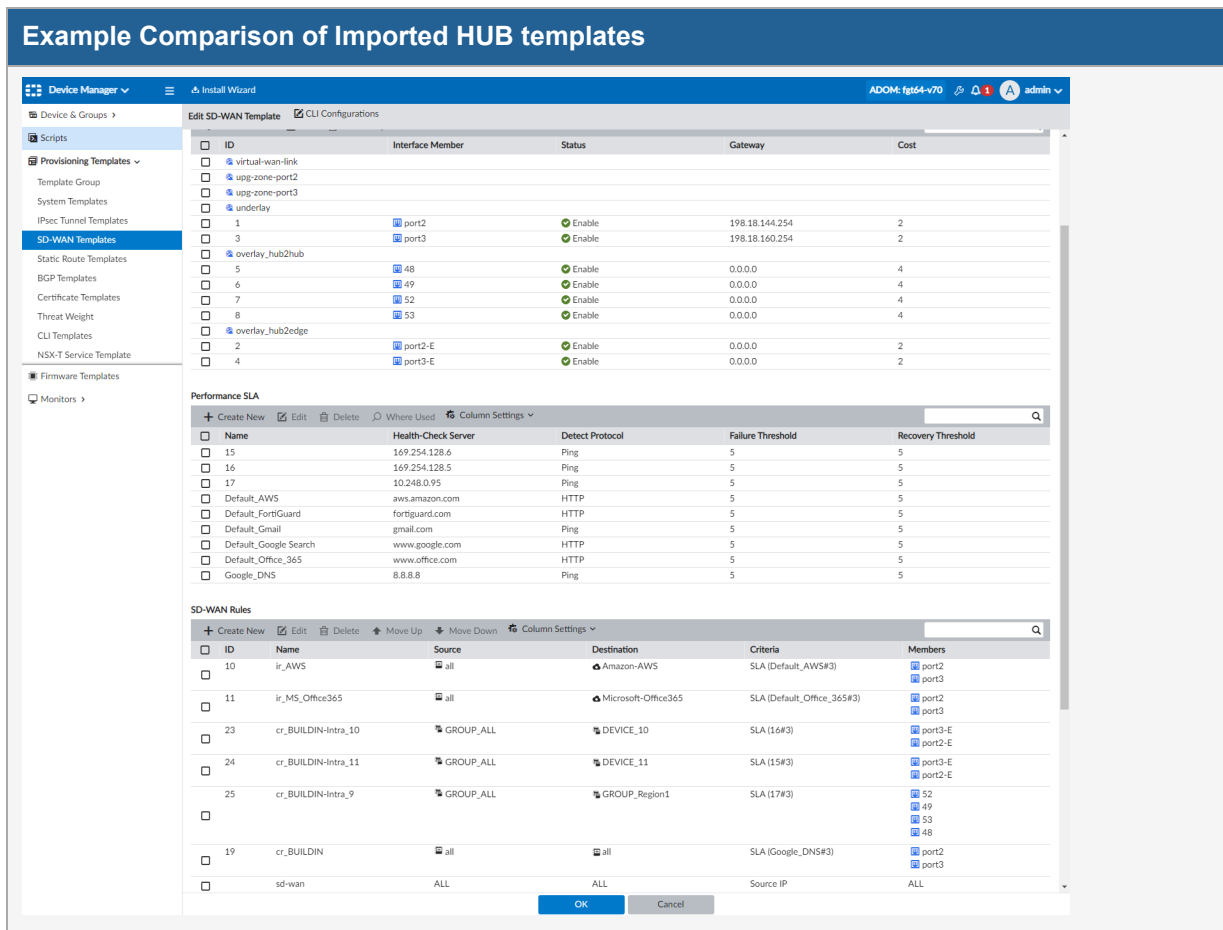 Example Comparison of Imported HUB templates
Device Manager
Install Wizard
ADOM: fgt64-v70
1
A
admin
Device & Groups
Edit SD-WAN Template
CLI Configurations
Scripts
Provisioning Templates
Template Group
System Templates
IPsec Tunnel Templates
SD-WAN Templates
Static Route Templates
BGP Templates
Certificate Templates
Threat Weight
CLI Templates
NSX-T Service Template
Firmware Templates
Monitors
ID Interface Member Status Gateway Cost
virtual-wan-link
upg-zone-port2
upg-zone-port3
underlay
1 port2 Enable 198.18.144.254 2
3 port3 Enable 198.18.160.254 2
overlay_hub2hub
5 48 Enable 0.0.0.0 4
6 49 Enable 0.0.0.0 4
7 52 Enable 0.0.0.0 4
8 53 Enable 0.0.0.0 4
overlay_hub2edge
2 port2-E Enable 0.0.0.0 2
4 port3-E Enable 0.0.0.0 2
Performance SLA
+ Create New Edit Delete Where Used Column Settings
Name Health-Check Server Detect Protocol Failure Threshold Recovery Threshold
15 169.254.128.6 Ping 5 5
16 169.254.128.5 Ping 5 5
17 10.248.0.95 Ping 5 5
Default_AWS aws.amazon.com HTTP 5 5
Default_FortiGuard fortiguard.com HTTP 5 5
Default_Gmail gmail.com Ping 5 5
Default_Google Search www.google.com HTTP 5 5
Default_Office_365 www.office.com HTTP 5 5
Google_DNS 8.8.8.8 Ping 5 5
SD-WAN Rules
+ Create New Edit Delete Move Up Move Down Column Settings
ID Name Source Destination Criteria Members
10 ir_AWS all Amazon-AWS SLA (Default_AWS#3) port2
port3
11 ir_MS_Office365 all Microsoft-Office365 SLA (Default_Office_365#3) port2
port3
23 cr_BUILDIN-Intra_10 GROUP_ALL DEVICE_10 SLA (16#3) port3-E
port2-E
24 cr_BUILDIN-Intra_11 GROUP_ALL DEVICE_11 SLA (15#3) port3-E
port2-E
25 cr_BUILDIN-Intra_9 GROUP_ALL GROUP_Region1 SLA (17#3) 52
49
53
48
19 cr_BUILDIN all all SLA (Google_DNS#3) port2
port3
sd-wan ALL ALL Source IP ALL
OK
Cancel